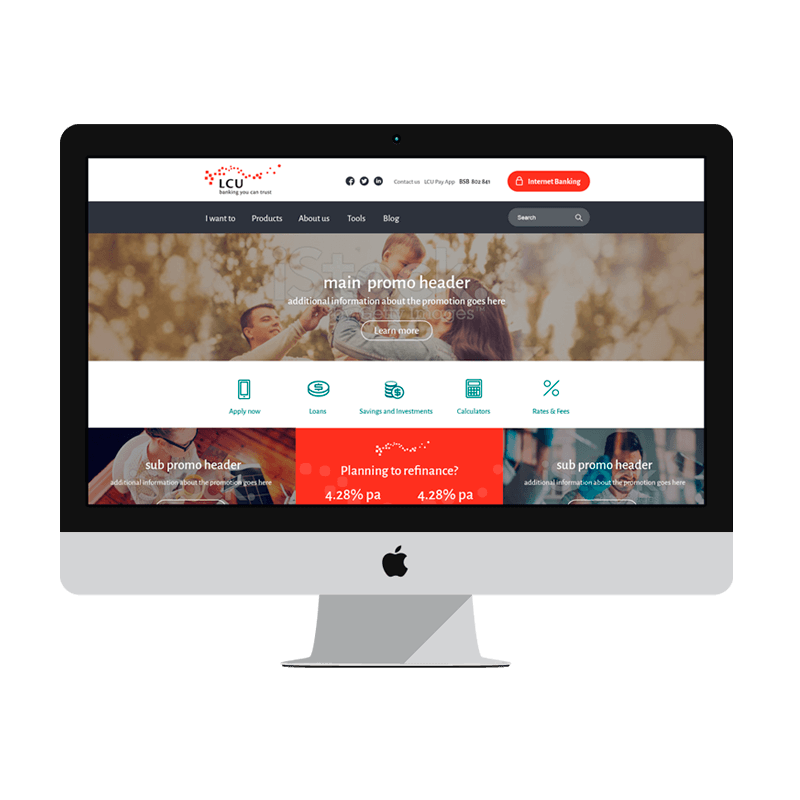 LCU
banking you can trust
Contact us LCU Pay App BSB 802 841
Internet Banking
I want to Products About us Tools Blog
Search
iStock
main promo header
additional information about the promotion goes here
by Getty Images™
Learn more
Apply now Loans Savings and Investments Calculators Rates & Fees
sub promo header
additional information about the promotion goes here
Planning to refinance?
4.28% pa 4.28% pa
sub promo header
additional information about the promotion goes here